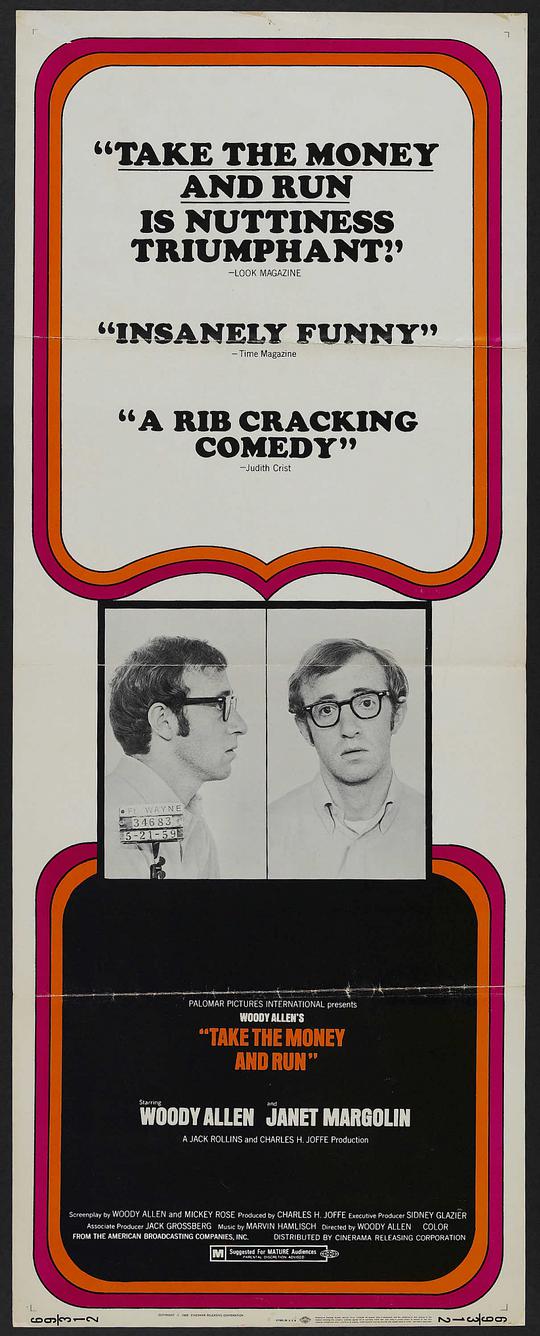 “TAKE THE MONEY
AND RUN
IS NUTTINESS
TRIUMPHANT!”
—LOOK MAGAZINE
“INSANELY FUNNY”
—Time Magazine
“A RIB CRACKING
COMEDY”
—Judith Crist
FT. WAYNE
34683
5-21-59
PALOMAR PICTURES INTERNATIONAL presents
WOODY ALLEN'S
“TAKE THE MONEY
AND RUN”
Starring WOODY ALLEN and JANET MARGOLIN
A JACK ROLLINS and CHARLES H. JOFFE Production
Screenplay by WOODY ALLEN and MICKEY ROSE Produced by CHARLES H. JOFFE Executive Producer SIDNEY GLAZIER
Associate Producer JACK GROSSBERG Music by MARVIN HAMLISCH Directed by WOODY ALLEN COLOR
FROM THE AMERICAN BROADCASTING COMPANIES, INC. DISTRIBUTED BY CINERAMA RELEASING CORPORATION
M Suggested For MATURE Audiences
PARENTAL DISCRETION ADVISED